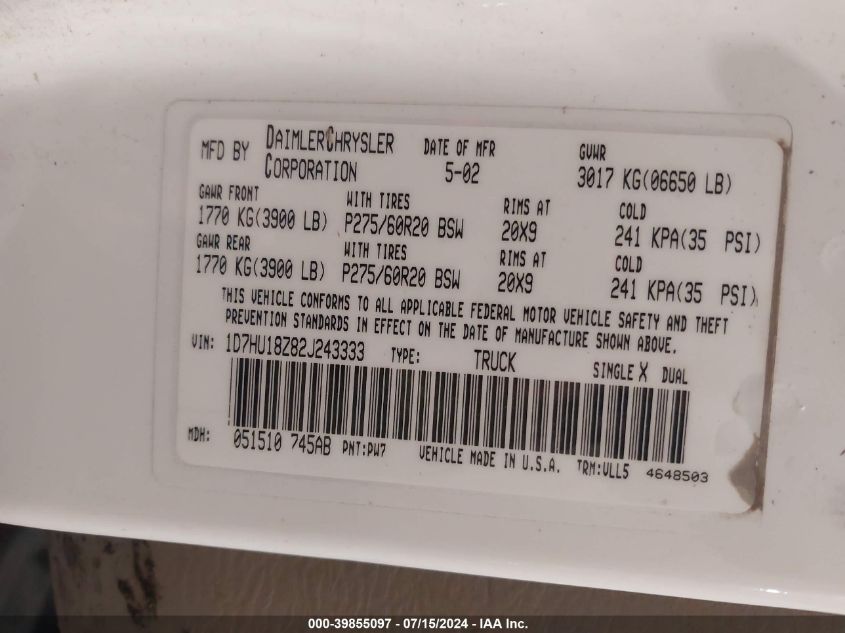 MFD BY DAIMLERCHRYSLER CORPORATION DATE OF MFR 5-02 GVWR 3017 KG(06650 LB)
GAWR FRONT WITH TIRES RIMS AT COLD
1770 KG(3900 LB) P275/60R20 BSW 20X9 241 KPA(35 PSI)
GAWR REAR WITH TIRES RIMS AT COLD
1770 KG(3900 LB) P275/60R20 BSW 20X9 241 KPA(35 PSI)
THIS VEHICLE CONFORMS TO ALL APPLICABLE FEDERAL MOTOR VEHICLE SAFETY AND THEFT
PREVENTION STANDARDS IN EFFECT ON THE DATE OF MANUFACTURE SHOWN ABOVE.
VIN: 1D7HU18Z82J243333 TYPE: TRUCK SINGLE X DUAL
MDH: 051510 745AB PNT:PW7 VEHICLE MADE IN U.S.A. TRM:VLL5 4648503
000-39855097 - 07/15/2024 - IAA Inc.